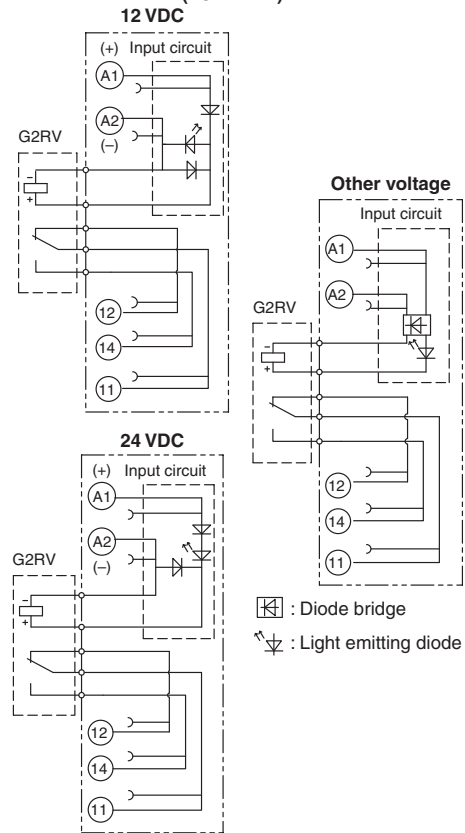 12 VDC
(+) Input circuit
A1
A2
(–)
G2RV
–
+
12
14
11
Other voltage
Input circuit
A1
A2
G2RV
–
+
12
14
11
24 VDC
(+) Input circuit
A1
A2
(–)
G2RV
–
+
12
14
11
: Diode bridge
: Light emitting diode